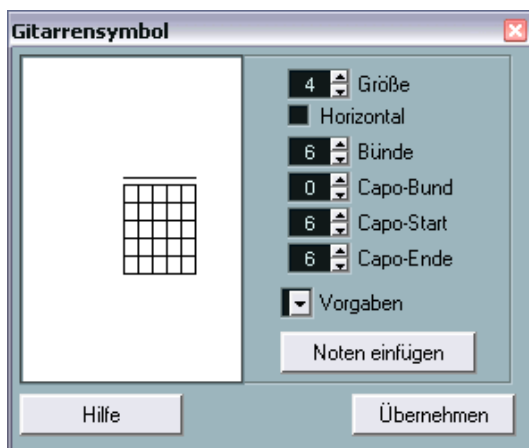 Gitarrensymbol
4 Größe
Horizontal
6 Bünde
0 Capo-Bund
6 Capo-Start
6 Capo-Ende
Vorgaben
Noten einfügen
Hilfe
Übernehmen